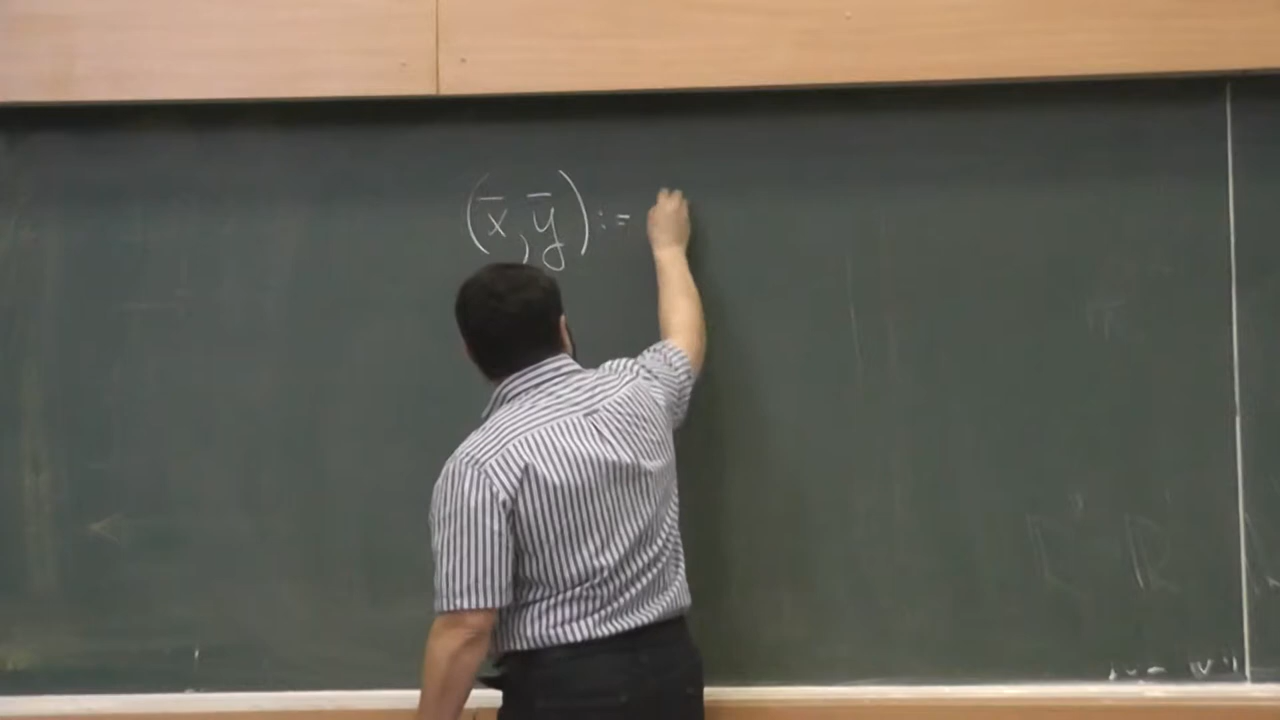 (x̄, ȳ) :=